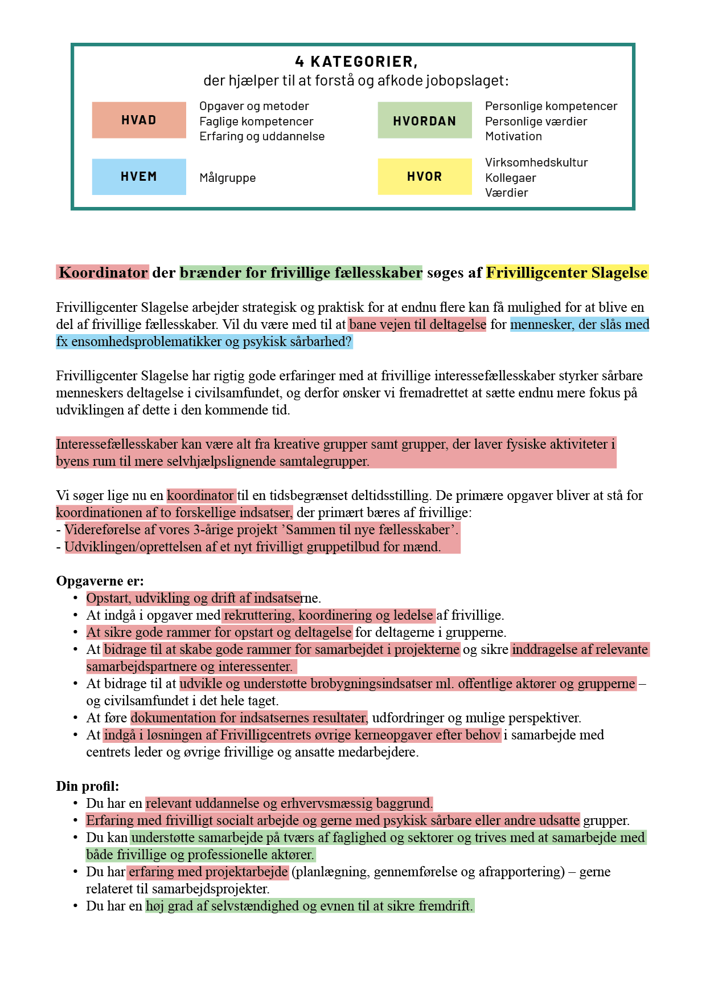 4 KATEGORIER,
der hjælper til at forstå og afkode jobopslaget:
HVAD
Opgaver og metoder
Faglige kompetencer
Erfaring og uddannelse
HVORDAN
Personlige kompetencer
Personlige værdier
Motivation
HVEM
Målgruppe
HVOR
Virksomhedskultur
Kollegaer
Værdier
Koordinator der brænder for frivillige fællesskaber søges af Frivilligcenter Slagelse
Frivilligcenter Slagelse arbejder strategisk og praktisk for at endnu flere kan få mulighed for at blive en
del af frivillige fællesskaber. Vil du være med til at bane vejen til deltagelse for mennesker, der slås med
fx ensomhedsproblematikker og psykisk sårbarhed?
Frivilligcenter Slagelse har rigtig gode erfaringer med at frivillige interessefællesskaber styrker sårbare
menneskers deltagelse i civilsamfundet, og derfor ønsker vi fremadrettet at sætte endnu mere fokus på
udviklingen af dette i den kommende tid.
Interessefællesskaber kan være alt fra kreative grupper samt grupper, der laver fysiske aktiviteter i
byens rum til mere selvhjælpslignende samtalegrupper.
Vi søger lige nu en koordinator til en tidsbegrænset deltidsstilling. De primære opgaver bliver at stå for
koordinationen af to forskellige indsatser, der primært bæres af frivillige:
- Videreførelse af vores 3-årige projekt ’Sammen til nye fællesskaber’.
- Udviklingen/oprettelsen af et nyt frivilligt gruppetilbud for mænd.
Opgaverne er:
• Opstart, udvikling og drift af indsatserne.
• At indgå i opgaver med rekruttering, koordinering og ledelse af frivillige.
• At sikre gode rammer for opstart og deltagelse for deltagerne i grupperne.
• At bidrage til at skabe gode rammer for samarbejdet i projekterne og sikre inddragelse af relevante
samarbejdspartnere og interessenter.
• At bidrage til at udvikle og understøtte brobygningsindsatser ml. offentlige aktører og grupperne –
og civilsamfundet i det hele taget.
• At føre dokumentation for indsatsernes resultater, udfordringer og mulige perspektiver.
• At indgå i løsningen af Frivilligcentrets øvrige kerneopgaver efter behov i samarbejde med
centrets leder og øvrige frivillige og ansatte medarbejdere.
Din profil:
• Du har en relevant uddannelse og erhvervsmæssig baggrund.
• Erfaring med frivilligt socialt arbejde og gerne med psykisk sårbare eller andre udsatte grupper.
• Du kan understøtte samarbejde på tværs af faglighed og sektorer og trives med at samarbejde med
både frivillige og professionelle aktører.
• Du har erfaring med projektarbejde (planlægning, gennemførelse og afrapportering) – gerne
relateret til samarbejdsprojekter.
• Du har en høj grad af selvstændighed og evnen til at sikre fremdrift.